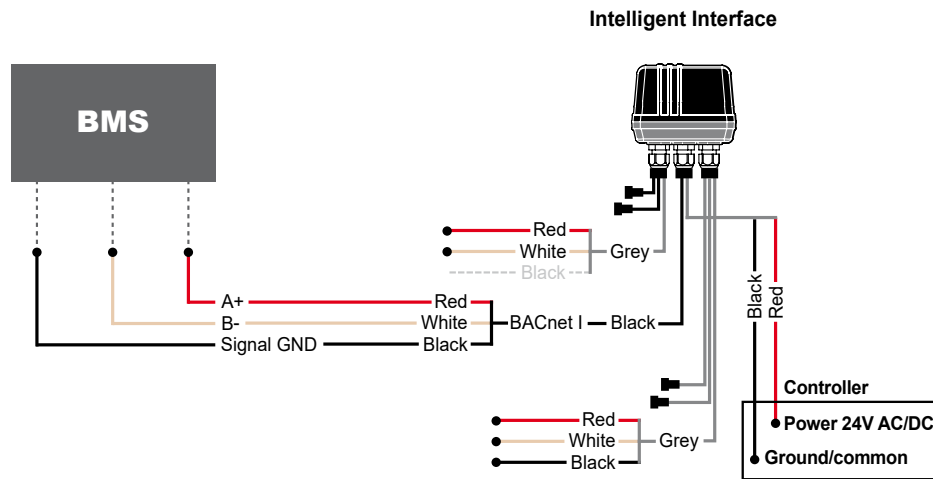 Intelligent Interface
BMS
Red
White
Grey
Black
A+
Red
B-
White
BACnet I
Black
Signal GND
Black
Black
Red
Controller
Power 24V AC/DC
Ground/common
Red
White
Grey
Black